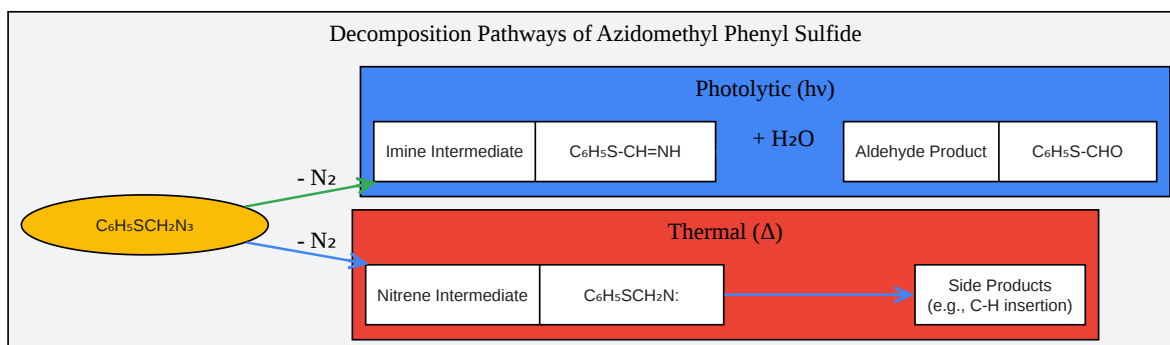 Decomposition Pathways of Azidomethyl Phenyl Sulfide
Photolytic (hν)
Imine Intermediate
C₆H₅S-CH=NH
+ H₂O
Aldehyde Product
C₆H₅S-CHO
- N₂
C₆H₅SCH₂N₃
- N₂
Thermal (Δ)
Nitrene Intermediate
C₆H₅SCH₂N:
Side Products
(e.g., C-H insertion)